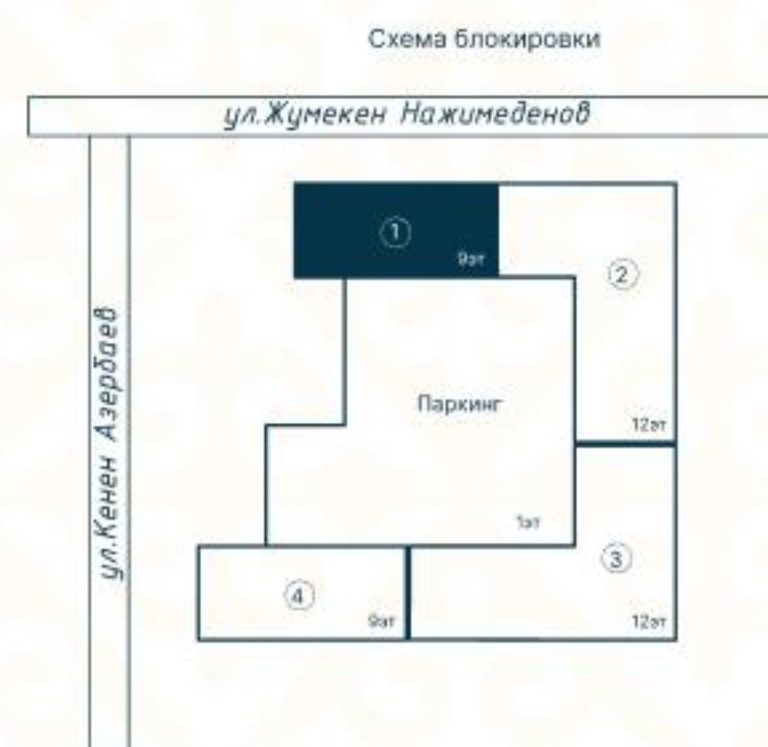 Схема блокировки
ул.Жумекен Нажимеденов
1
9эт
2
ул.Кенен Азербаев
Паркинг
12эт
1эт
3
4
9эт
12эт